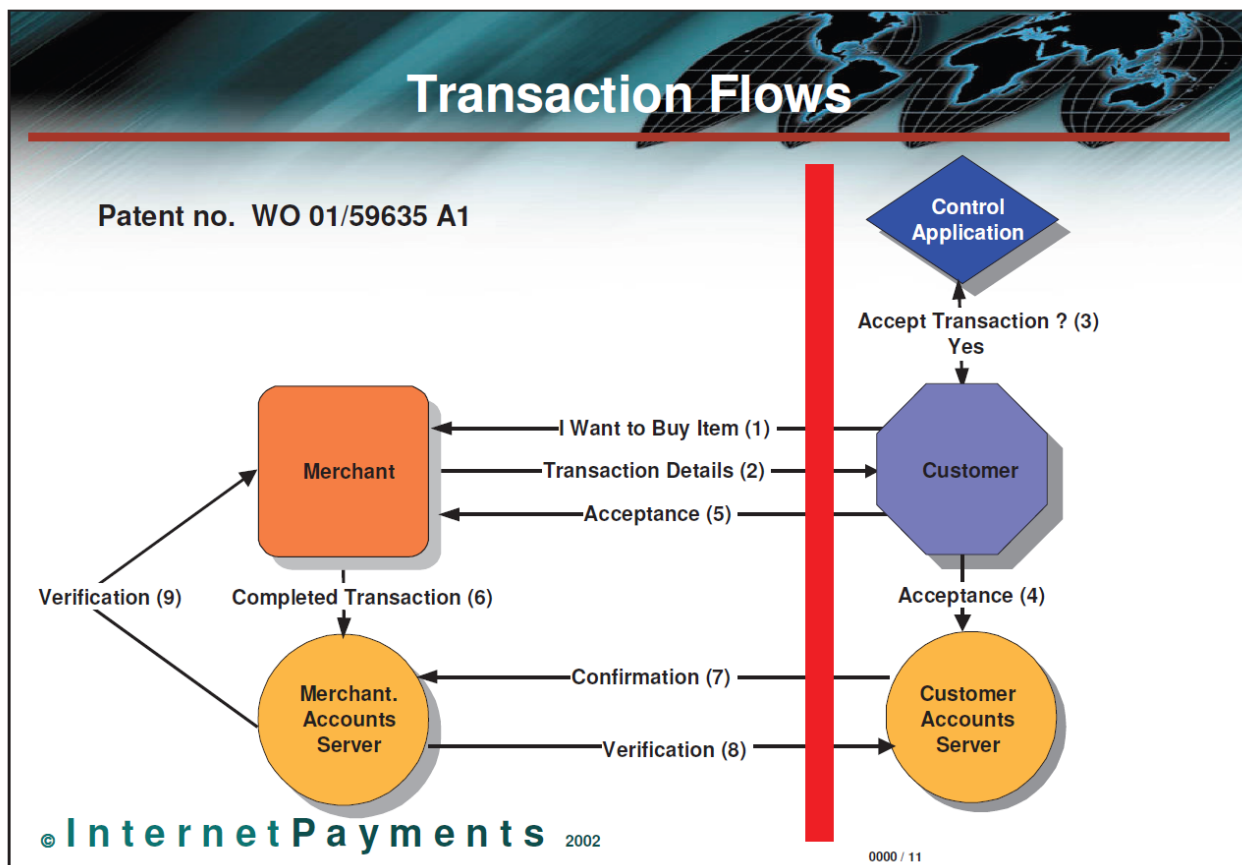 Transaction Flows
Patent no. WO 01/59635 A1
Control
Application
Accept Transaction ? (3)
Yes
I Want to Buy Item (1)
Merchant
Transaction Details (2)
Customer
Acceptance (5)
Verification (9)
Completed Transaction (6)
Acceptance (4)
Confirmation (7)
Merchant.
Accounts
Server
Customer
Accounts
Server
Verification (8)
© InternetPayments 2002
0000 / 11